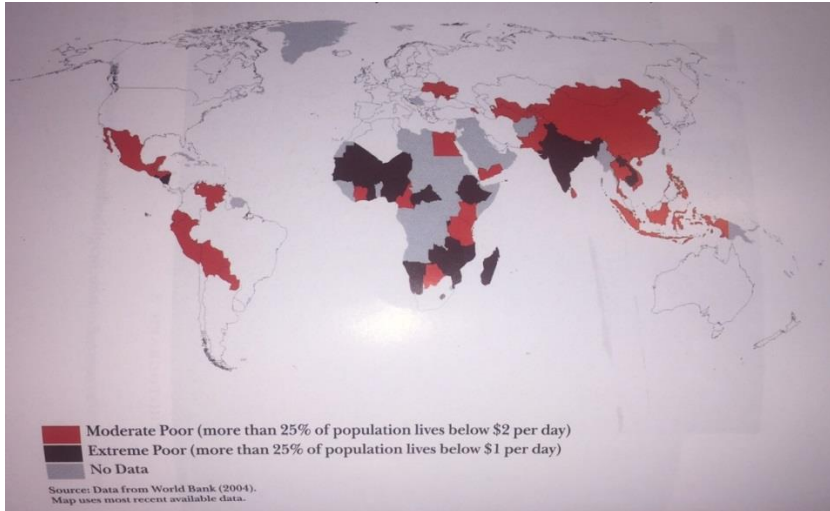 Moderate Poor (more than 25% of population lives below $2 per day)
Extreme Poor (more than 25% of population lives below $1 per day)
No Data
Source: Data from World Bank (2004).
Map uses most recent available data.